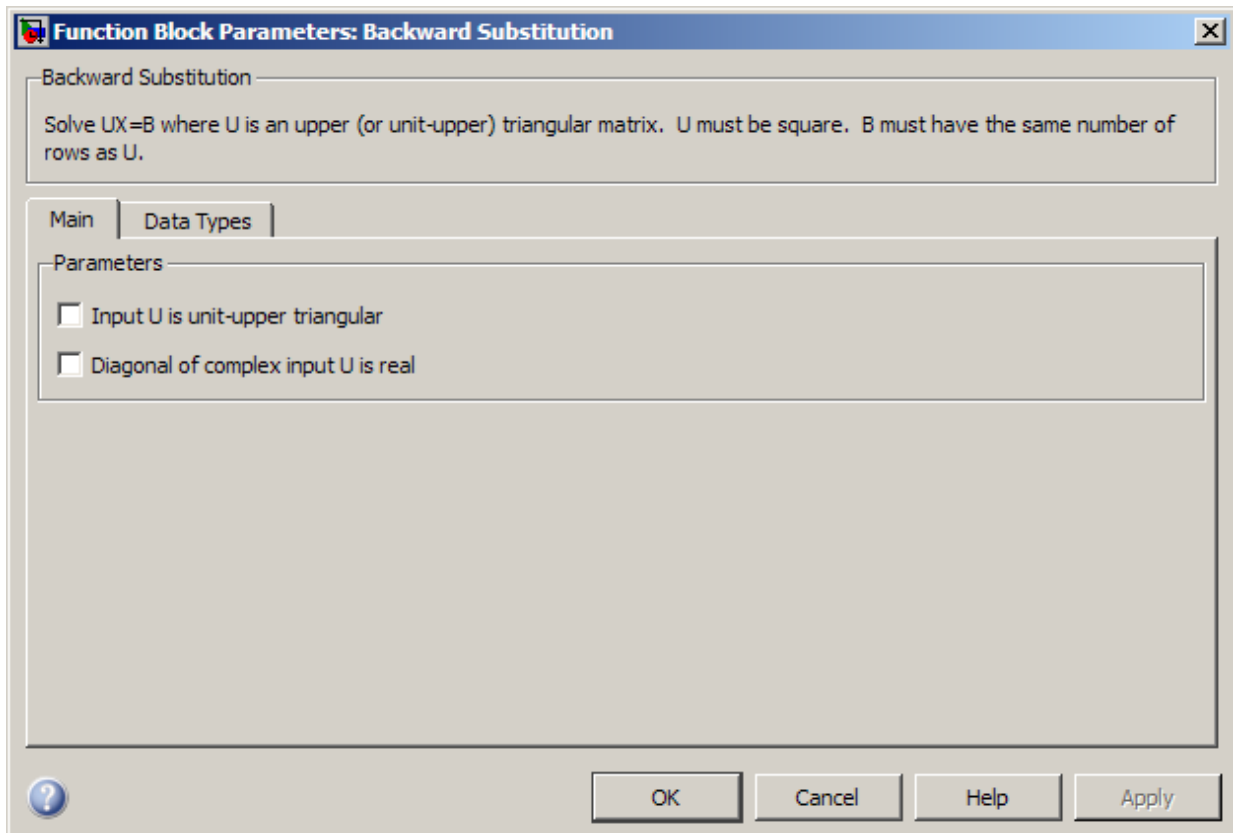 Function Block Parameters: Backward Substitution
Backward Substitution
Solve UX=B where U is an upper (or unit-upper) triangular matrix.  U must be square.  B must have the same number of
rows as U.
Main Data Types
Parameters
Input U is unit-upper triangular
Diagonal of complex input U is real
? OK Cancel Help Apply